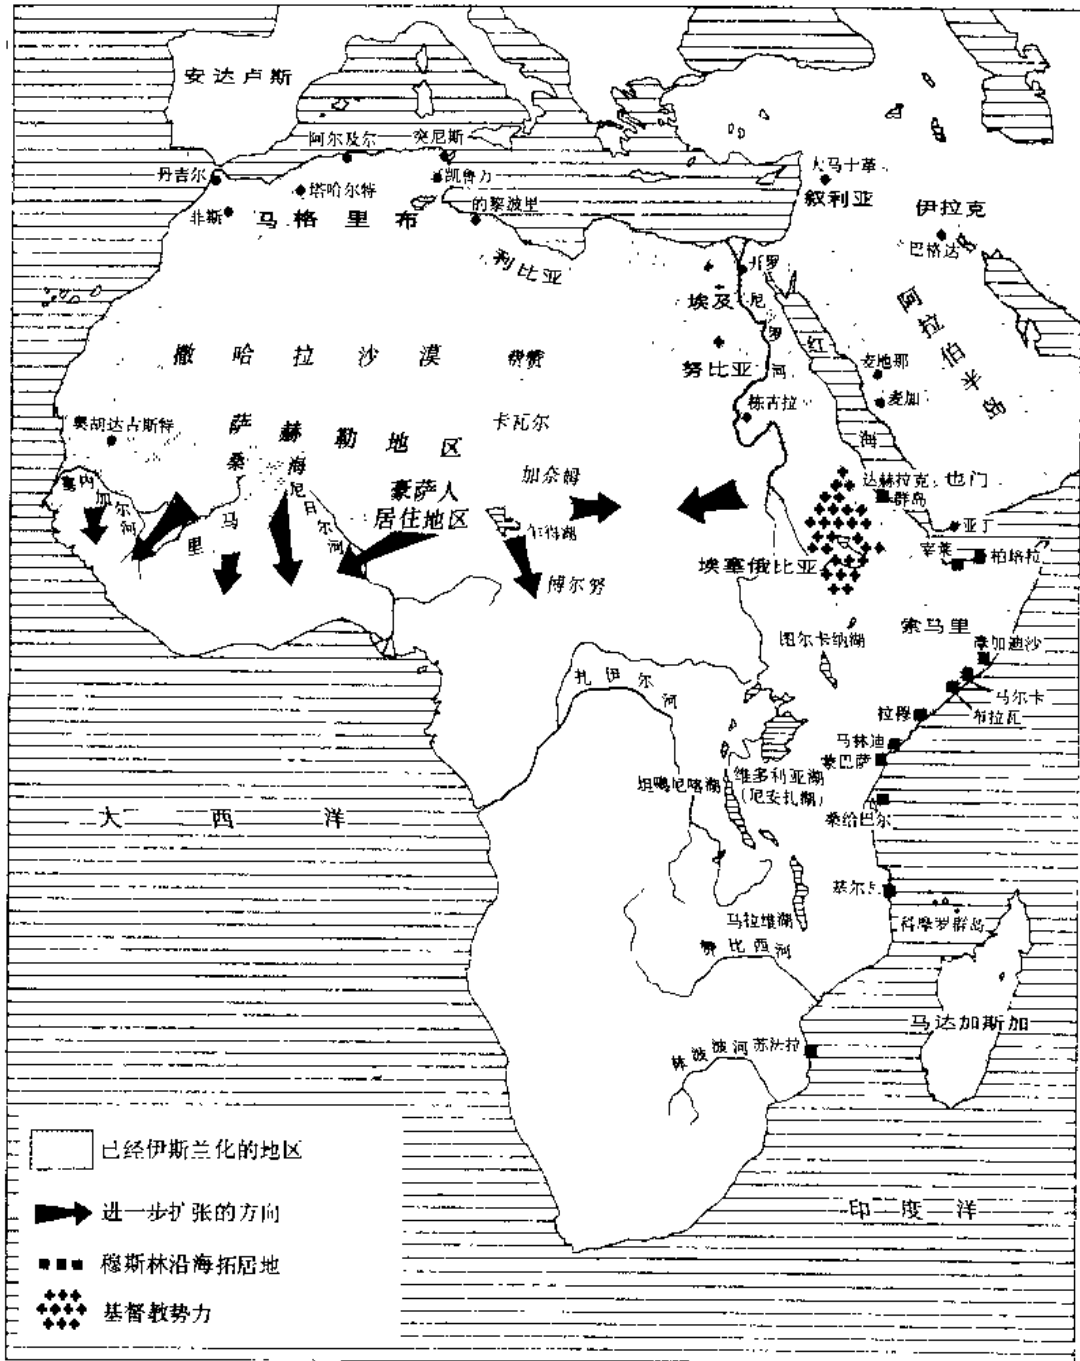 安达卢斯
阿尔及尔
突尼斯
丹吉尔
塔哈尔特
凯鲁万
大马士革
叙利亚
伊拉克
非斯
马格里布
的黎波里
巴格达
利比亚
开罗
埃及
尼罗河
红海
阿拉伯半岛
撒哈拉沙漠
费赞
努比亚
麦地那
麦加
栋古拉
奥胡达古斯特
萨赫勒地区
卡瓦尔
桑海
加奈姆
塞内加尔河
尼日尔河
马里
豪萨人
居住地区
乍得湖
博尔努
达赫拉克
群岛
也门
亚丁
宰莱
柏培拉
埃塞俄比亚
索马里
图尔卡纳湖
摩加迪沙
马尔卡
布拉瓦
扎伊尔河
拉穆
马林迪
蒙巴萨
坦噶尼喀湖
维多利亚湖
(尼安扎湖)
桑给巴尔
大西洋
基尔瓦
马拉维湖
科摩罗群岛
赞比西河
马达加斯加
林波波河
苏法拉
印度洋
已经伊斯兰化的地区
进一步扩张的方向
穆斯林沿海拓居地
基督教势力